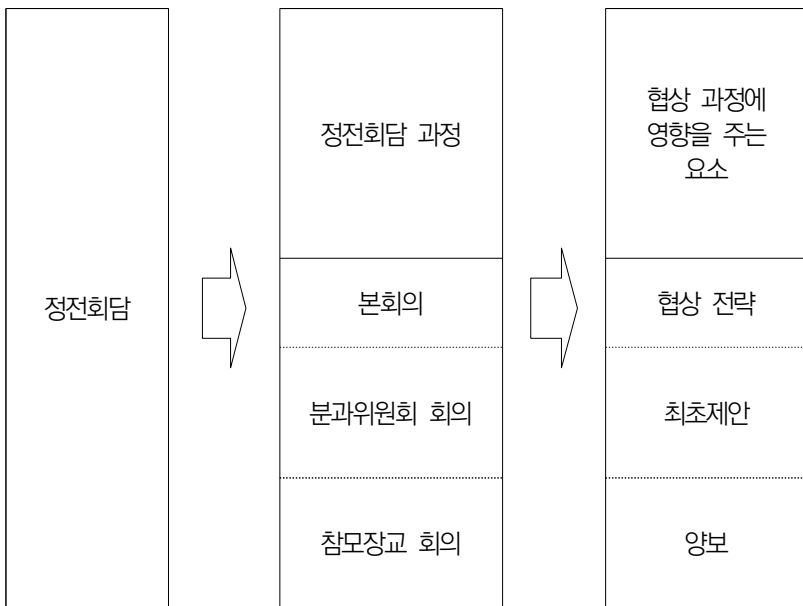 정전회담
정전회담 과정
본회의
분과위원회 회의
참모장교 회의
협상 과정에
영향을 주는
요소
협상 전략
최초제안
양보